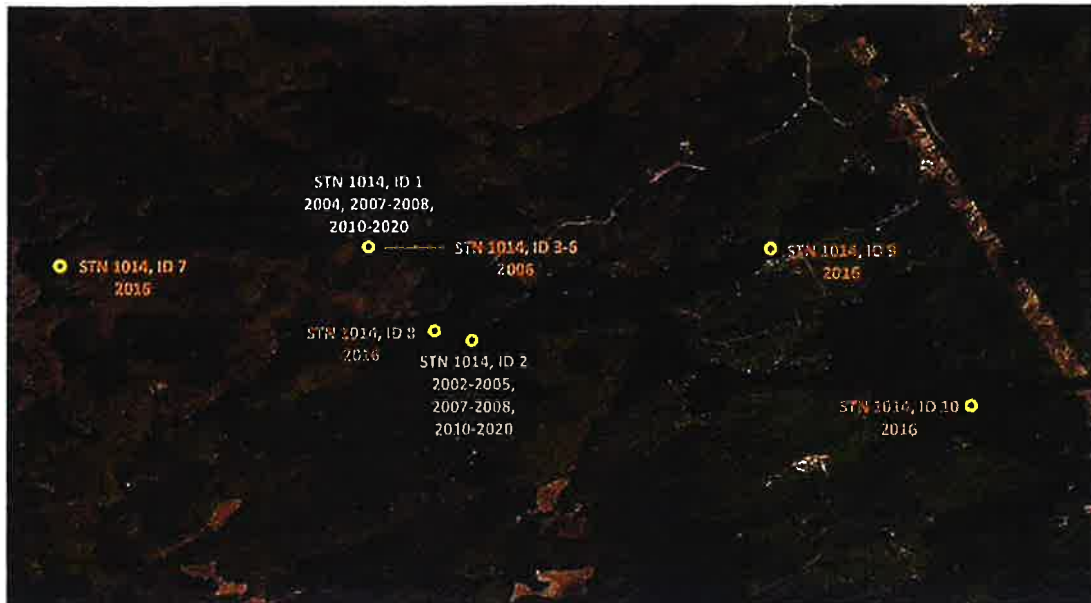 STN 1014, ID 1
2004, 2007-2008,
2010-2020
STN 1014, ID 3-6
2006
STN 1014, ID 7
2016
STN 1014, ID 9
2016
STN 1014, ID 8
2016
STN 1014, ID 2
2002-2005,
2007-2008,
2010-2020
STN 1014, ID 10
2016